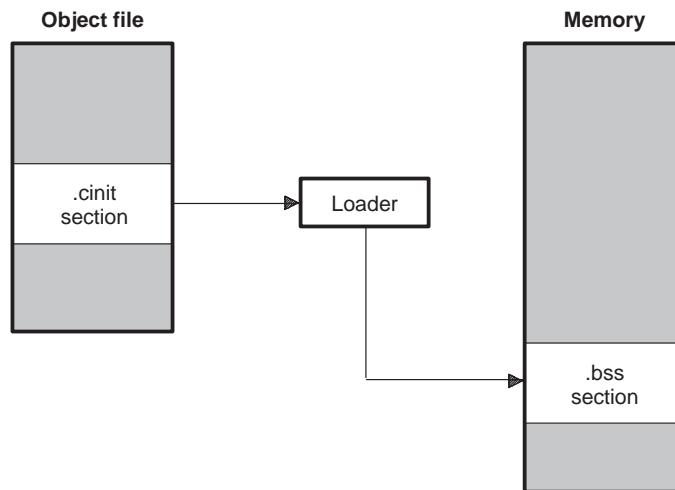 Object file
Memory
.cinit
section
Loader
.bss
section